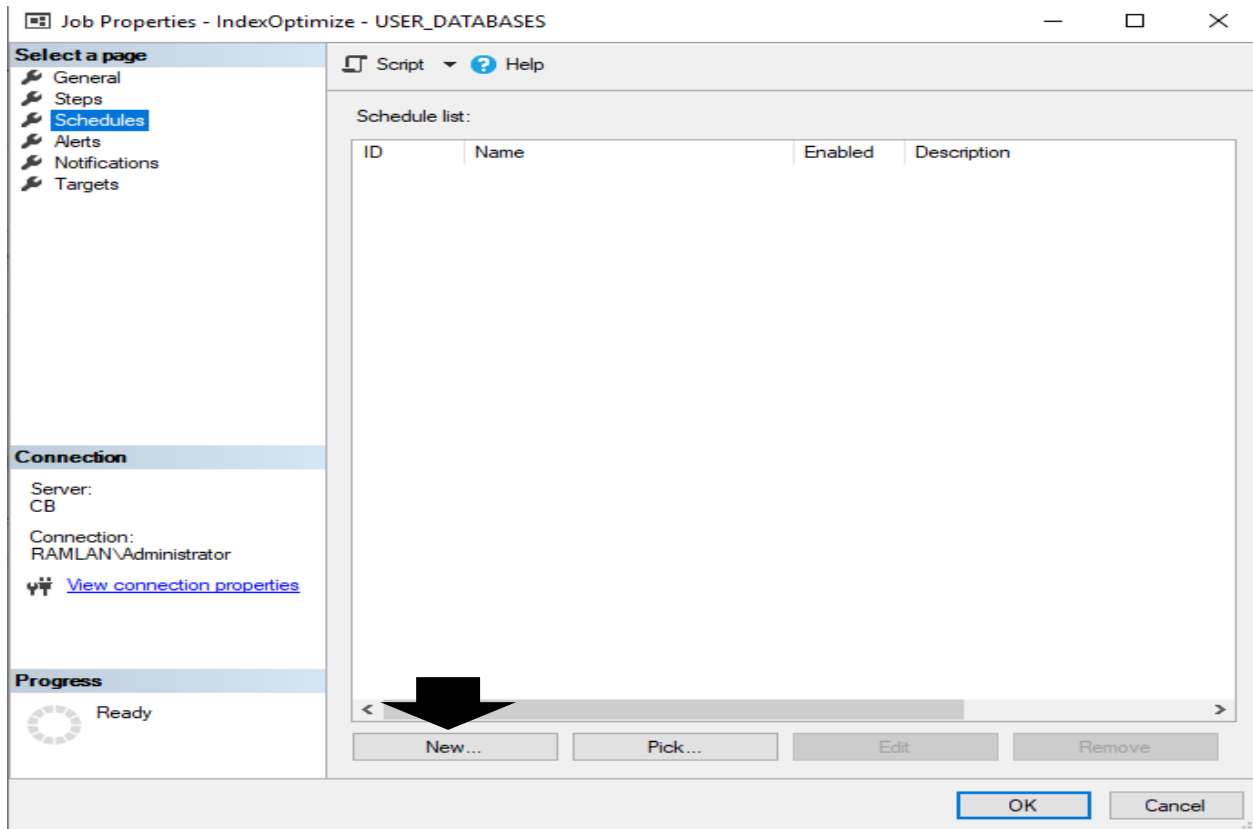 Job Properties - IndexOptimize - USER_DATABASES
Select a page
General
Steps
Schedules
Alerts
Notifications
Targets
Script
Help
Schedule list:
ID Name Enabled Description
Connection
Server:
CB
Connection:
RAMLAN\Administrator
View connection properties
Progress
Ready
New... Pick... Edit Remove
OK Cancel